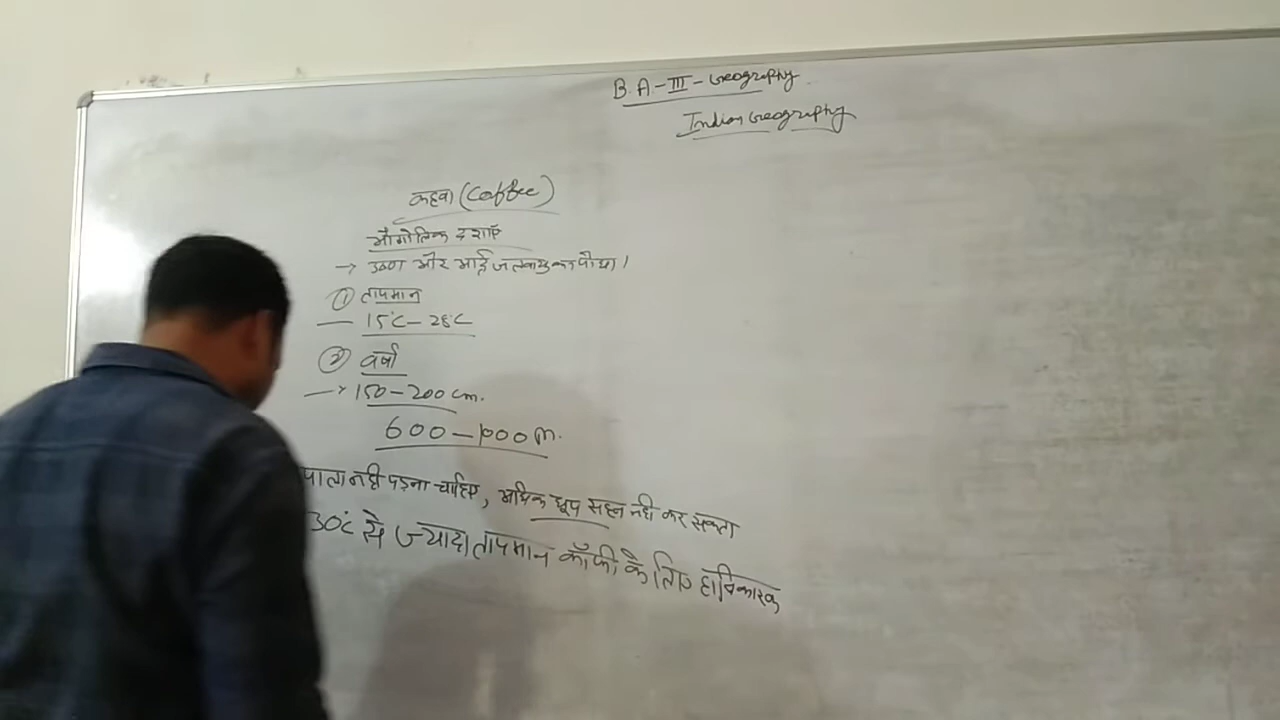 B.A-III-Geography
Indian Geography
कहवा (Coffee)
भौगोलिक दशाएँ
→ उष्ण और आर्द्र जलवायु का पौधा।
① तापमान
— 15°C - 28°C
② वर्षा
→ 150-200 cm.
600-1000 m.
पाला नही पड़ना चाहिए, अधिक धूप सहन नही कर सकता
30°C से ज्यादा तापमान कॉफी के लिए हानिकारक